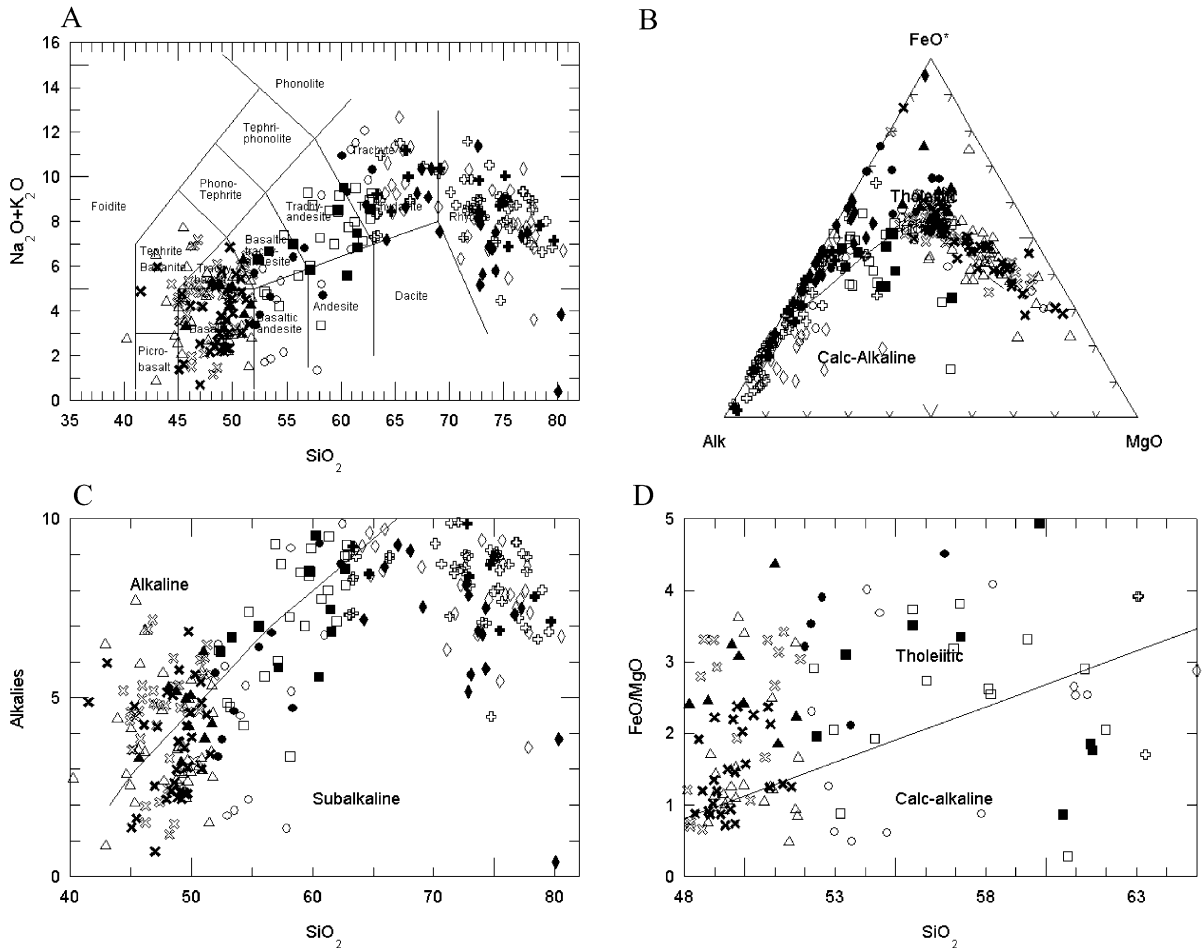 A
16
14
12
10
8
6
4
2
0
Na2O+K2O
35 40 45 50 55 60 65 70 75 80
SiO2
Phonolite
Tephri-
phonolite
Phono-
Tephrite
Foidite
Trachyte
Trachy-
andesite
Tephrite
Basanite
Basaltic
Andesite
Basaltic
andesite
Dacite
Picro-
basalt
B
FeO*
Tholeiitic
Calc-Alkaline
Alk
MgO
C
10
5
0
Alkalies
Alkaline
Subalkaline
40 50 60 70 80
SiO2
D
5
4
3
2
1
0
FeO/MgO
Tholeiitic
Calc-alkaline
48 53 58 63
SiO2